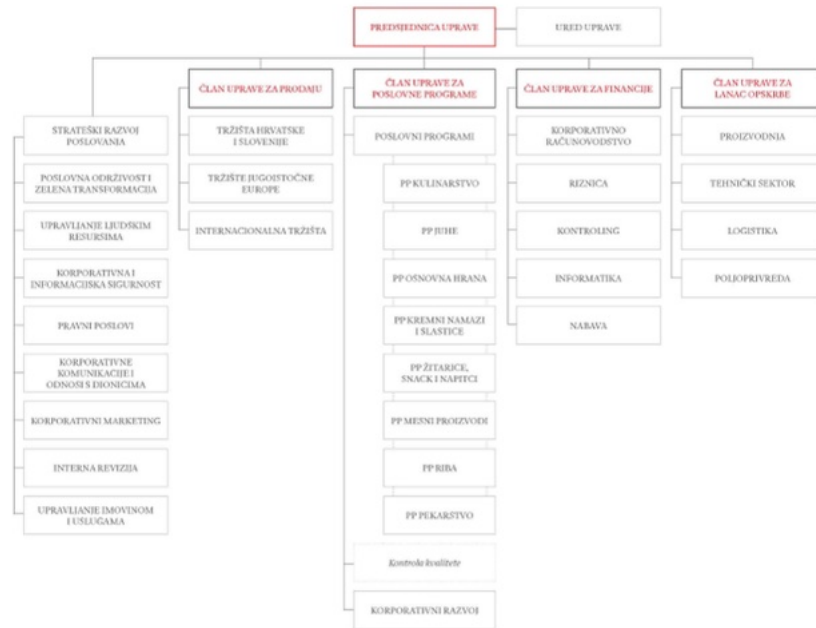 PREDSJEDNICA UPRAVE
URED UPRAVE
STRATEŠKI RAZVOJ
POSLOVANJA
POSLOVNA ODRŽIVOST I
ZELENA TRANSFORMACIJA
UPRAVLJANJE LJUDSKIM
RESURSIMA
KORPORATIVNA I
INFORMACIJSKA SIGURNOST
PRAVNI POSLOVI
KORPORATIVNE
KOMUNIKACIJE I
ODNOSI S DIONICIMA
KORPORATIVNI MARKETING
INTERNA REVIZIJA
UPRAVLJANJE IMOVINOM
I USLUGAMA
ČLAN UPRAVE ZA PRODAJU
TRŽIŠTA HRVATSKE
I SLOVENIJE
TRŽIŠTE JUGOISTOČNE
EUROPE
INTERNACIONALNA TRŽIŠTA
ČLAN UPRAVE ZA
POSLOVNE PROGRAME
POSLOVNI PROGRAMI
PP KULINARSTVO
PP JUHE
PP OSNOVNA HRANA
PP KREMNI NAMAZI
I SLASTICE
PP ŽITARICE,
SNACK I NAPITCI
PP MESNI PROIZVODI
PP RIBA
PP PEKARSTVO
Kontrola kvalitete
KORPORATIVNI RAZVOJ
ČLAN UPRAVE ZA FINANCIJE
KORPORATIVNO
RAČUNOVODSTVO
RIZNICA
KONTROLING
INFORMATIKA
NABAVA
ČLAN UPRAVE ZA
LANAC OPSKRBE
PROIZVODNJA
TEHNIČKI SEKTOR
LOGISTIKA
POLJOPRIVREDA